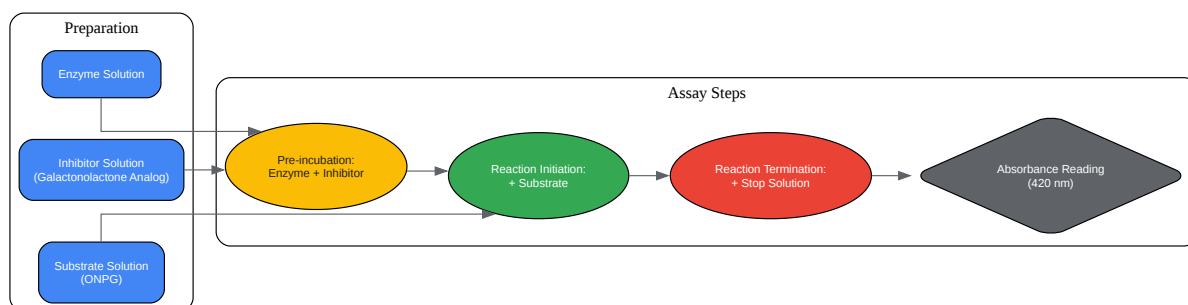 Preparation
Enzyme Solution
Inhibitor Solution
(Galactonolactone Analog)
Substrate Solution
(ONPG)
Assay Steps
Pre-incubation:
Enzyme + Inhibitor
Reaction Initiation:
+ Substrate
Reaction Termination:
+ Stop Solution
Absorbance Reading
(420 nm)